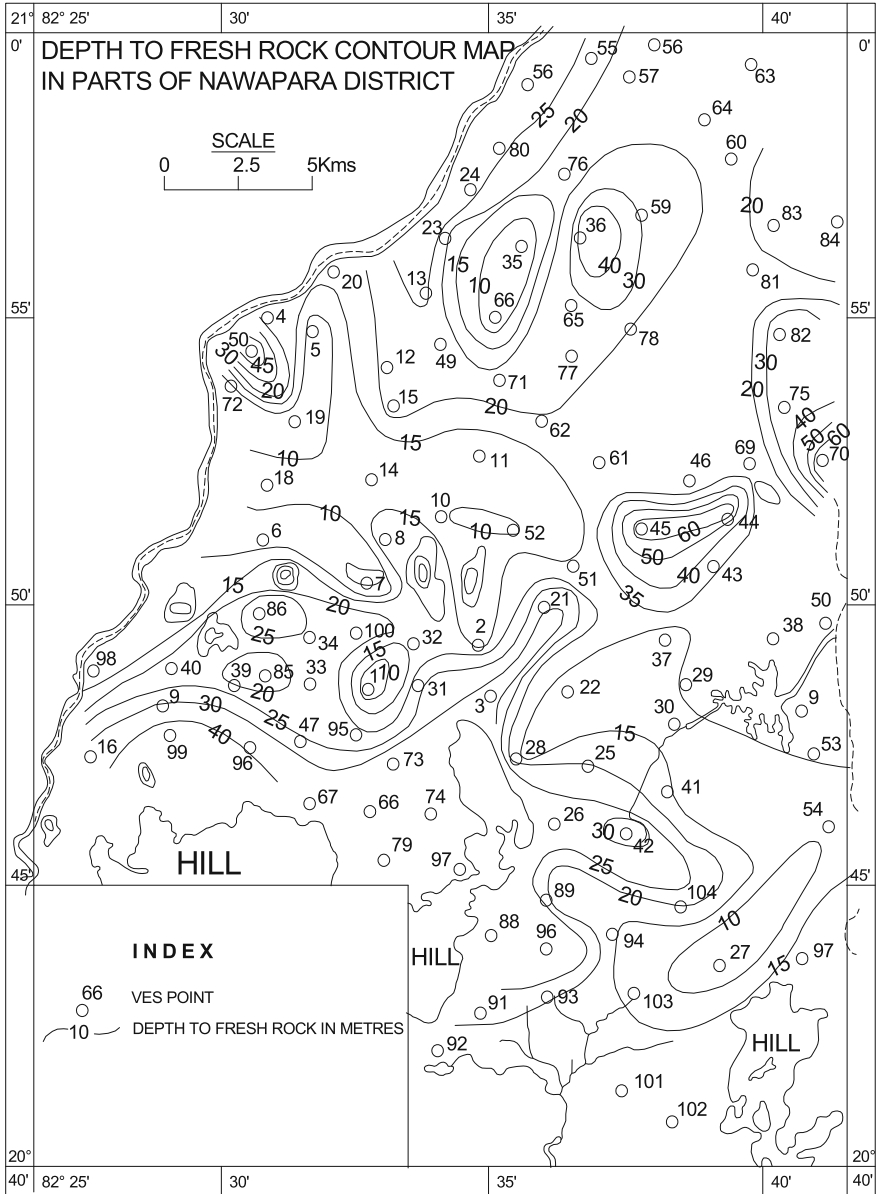 21° 82° 25' 30' 35' 40'
0' 0'
DEPTH TO FRESH ROCK CONTOUR MAP
IN PARTS OF NAWAPARA DISTRICT
SCALE
0 2.5 5Kms
55 56
56 57 63
25 20 64
80 60
24 76
23 59 20 83
36 84
15 35 40
20 13 10 30 81
66
65
55' 4 55'
50 5 78 82
30 45 12 49 77 30
20 71 20
72 15 20 75
19 62 40
15 50 60
10 11 61 46 69 70
18 14
10 15 10 45 60 44
6 8 10 52 50
51 40 43
50' 15 7 35 50'
20 21 50
86 2
25 34 100 32 38
15 37
98 40 39 85 33 11 10 29
20 31 22
9 30 3 30 9
25 47 95
16 40 15
99 96 73 28 25 53
41
67 66 74 26 54
30 42
79
HILL 97 25
45' 20 45'
89 104
88 10
INDEX 96 94
HILL 27 97
66 15
VES POINT
93 103
10 DEPTH TO FRESH ROCK IN METRES 91
HILL
92
101
102
20° 20°
40' 82° 25' 30' 35' 40' 40'